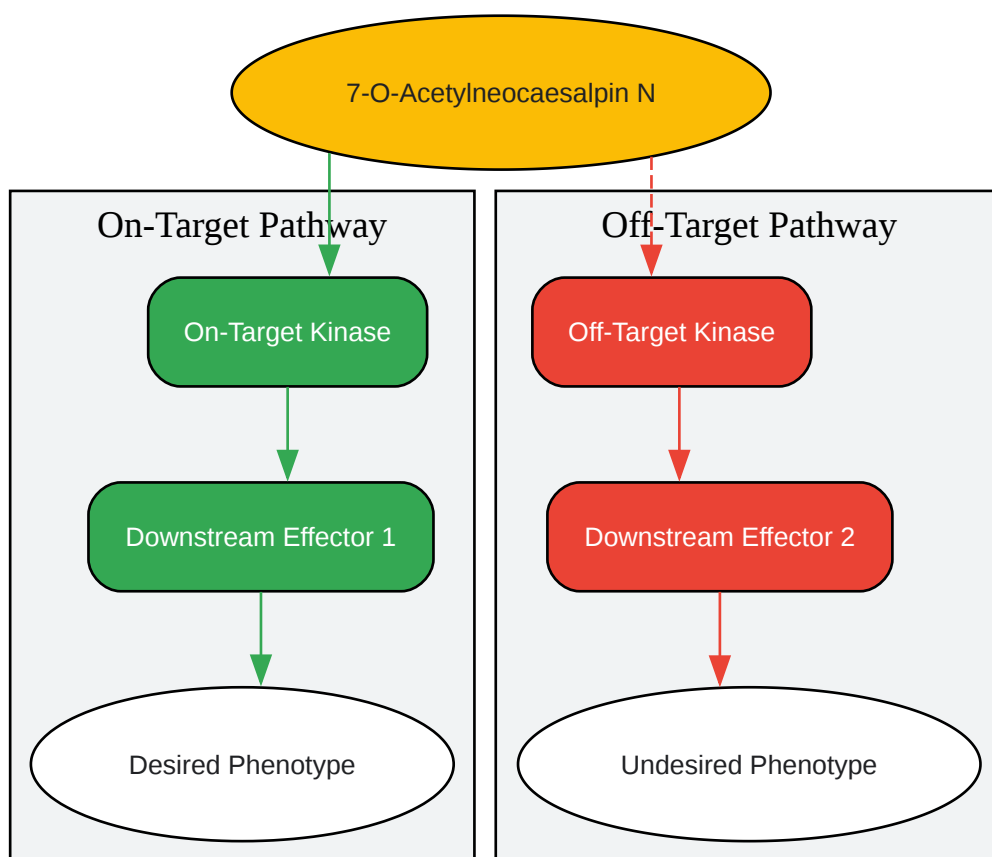 7-O-Acetylneocaesalpin N
On-Target Pathway
Off-Target Pathway
On-Target Kinase
Off-Target Kinase
Downstream Effector 1
Downstream Effector 2
Desired Phenotype
Undesired Phenotype